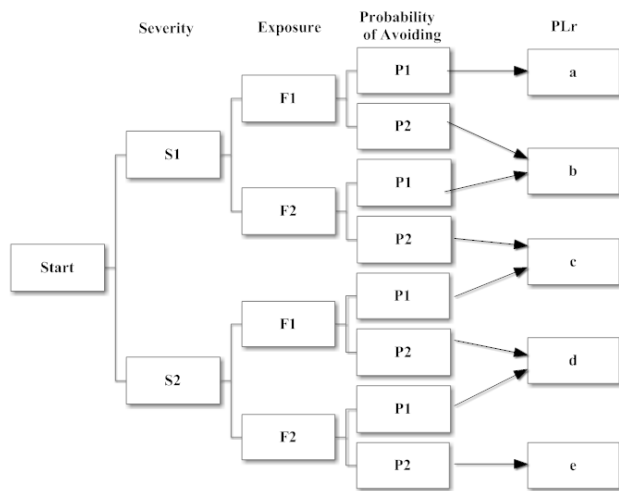 Severity
Exposure
Probability
of Avoiding
PLr
Start
S1
S2
F1
F2
F1
F2
P1
P2
P1
P2
P1
P2
P1
P2
a
b
c
d
e